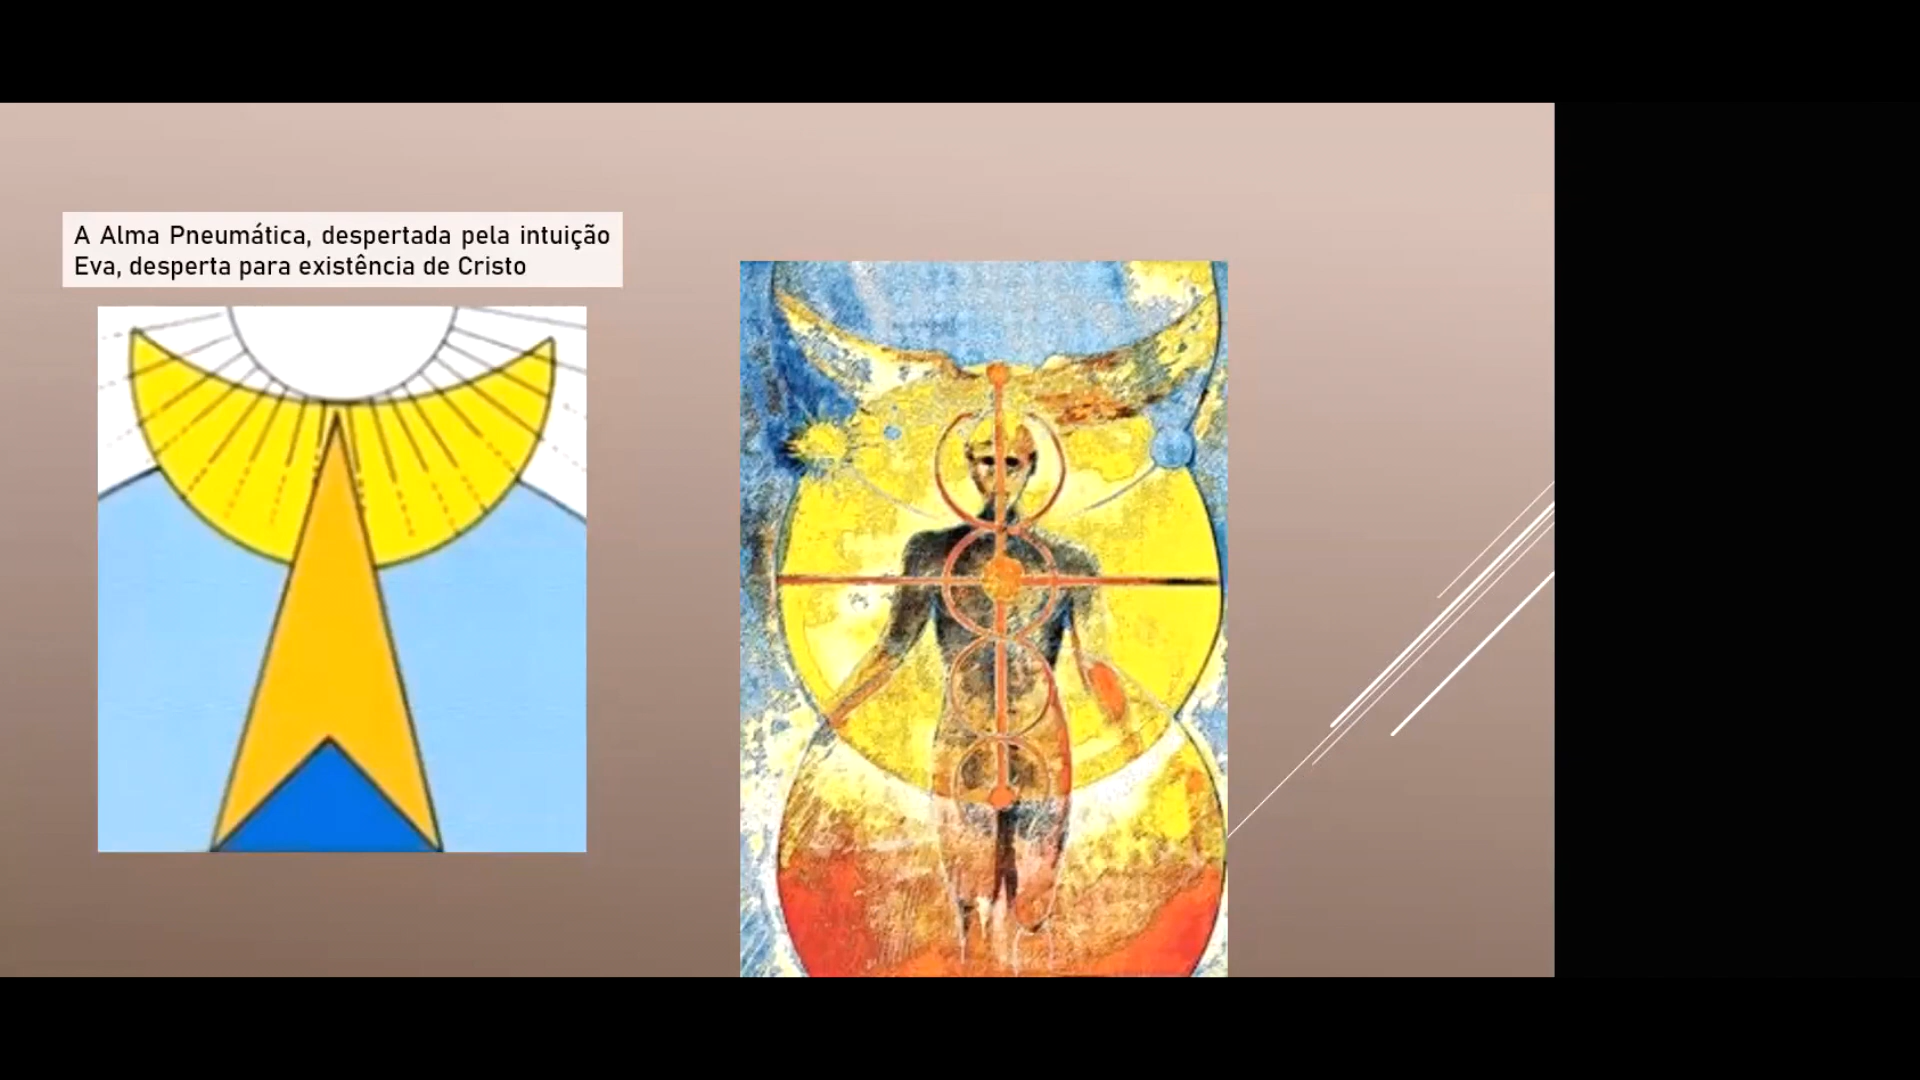 A Alma Pneumática, despertada pela intuição
Eva, desperta para existência de Cristo